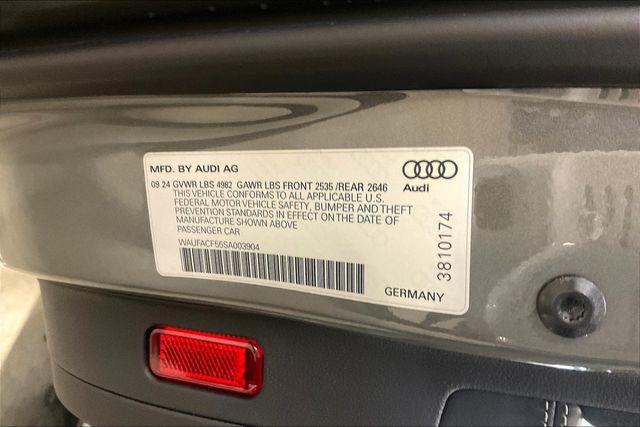 MFD. BY AUDI AG
Audi
09 24 GVWR LBS 4982 GAWR LBS FRONT 2535 /REAR 2646
THIS VEHICLE CONFORMS TO ALL APPLICABLE U.S.
FEDERAL MOTOR VEHICLE SAFETY, BUMPER AND THEFT
PREVENTION STANDARDS IN EFFECT ON THE DATE OF
MANUFACTURE SHOWN ABOVE
PASSENGER CAR
WAUFACF55SA003904
3810174
GERMANY